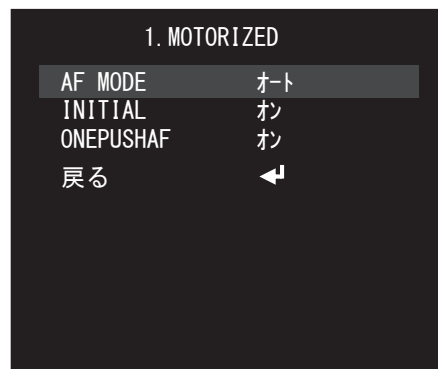 1.MOTORIZED
AF MODE ｵｰﾄ
INITIAL ｵﾝ
ONEPUSHAF ｵﾝ
戻る